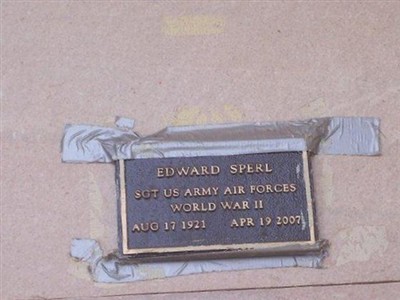 EDWARD SPERL
SGT US ARMY AIR FORCES
WORLD WAR II
AUG 17 1921 APR 19 2007